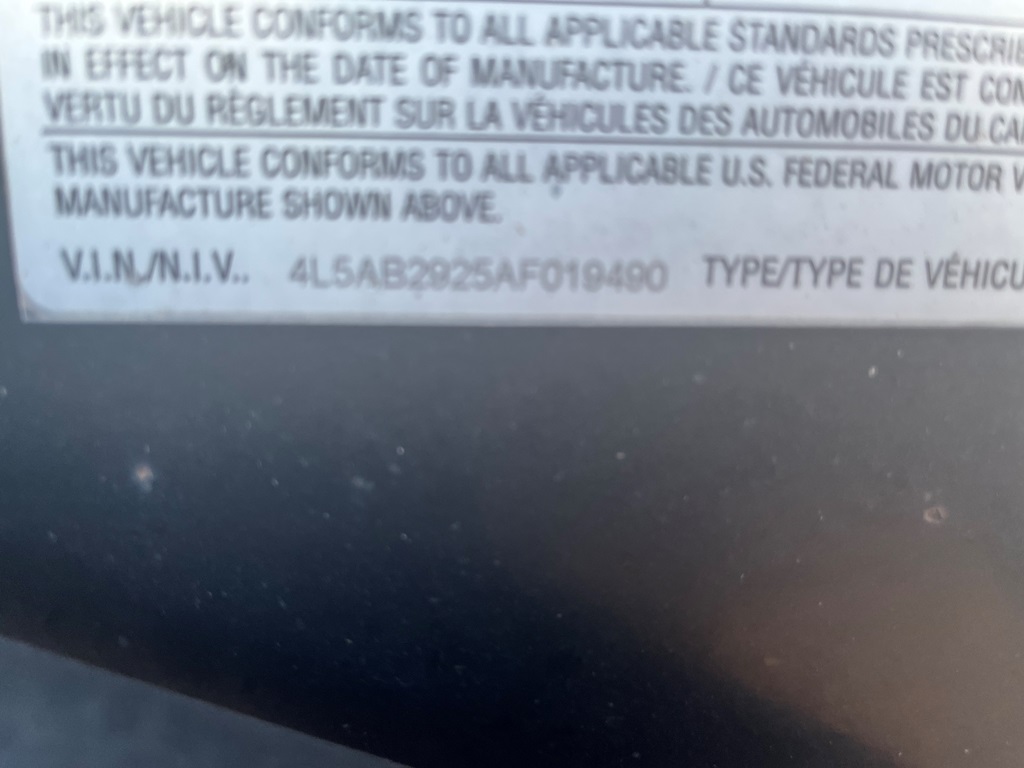 THIS VEHICLE CONFORMS TO ALL APPLICABLE STANDARDS PRESCRIE
IN EFFECT ON THE DATE OF MANUFACTURE. / CE VÉHICULE EST CON
VERTU DU RÈGLEMENT SUR LA VÉHICULES DES AUTOMOBILES DU CA
THIS VEHICLE CONFORMS TO ALL APPLICABLE U.S. FEDERAL MOTOR V
MANUFACTURE SHOWN ABOVE.
V.I.N./N.I.V.. 4L5AB2925AF019490 TYPE/TYPE DE VÉHICU